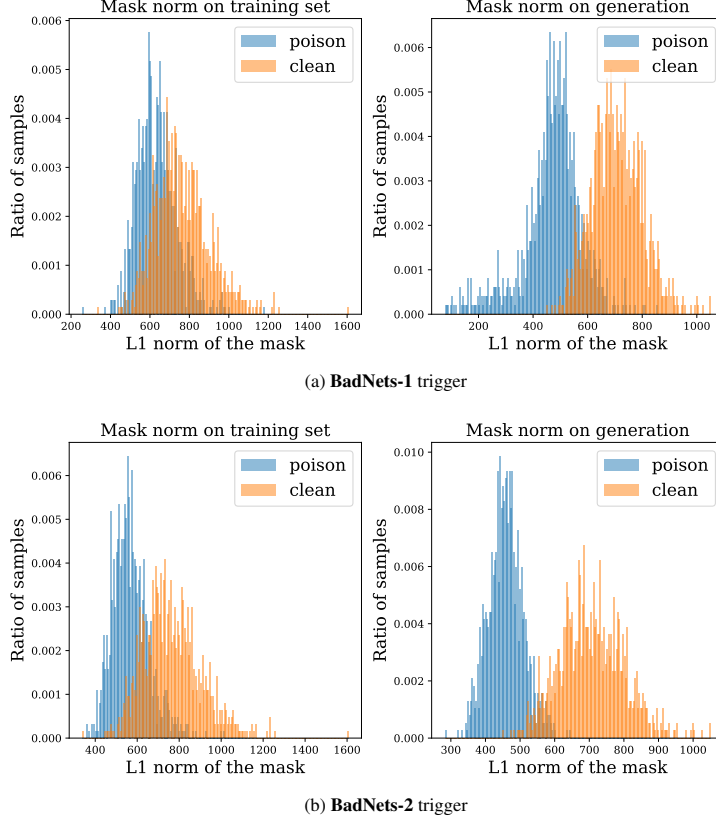 Mask norm on training set
Mask norm on generation
Ratio of samples
0.006
0.005
0.004
0.003
0.002
0.001
0.000
poison
clean
200 400 600 800 1000 1200 1400 1600
L1 norm of the mask
Ratio of samples
0.006
0.005
0.004
0.003
0.002
0.001
0.000
poison
clean
200 400 600 800 1000
L1 norm of the mask
(a) BadNets-1 trigger
Mask norm on training set
Mask norm on generation
Ratio of samples
0.006
0.005
0.004
0.003
0.002
0.001
0.000
poison
clean
400 600 800 1000 1200 1400 1600
L1 norm of the mask
Ratio of samples
0.010
0.008
0.006
0.004
0.002
0.000
poison
clean
300 400 500 600 700 800 900 1000
L1 norm of the mask
(b) BadNets-2 trigger